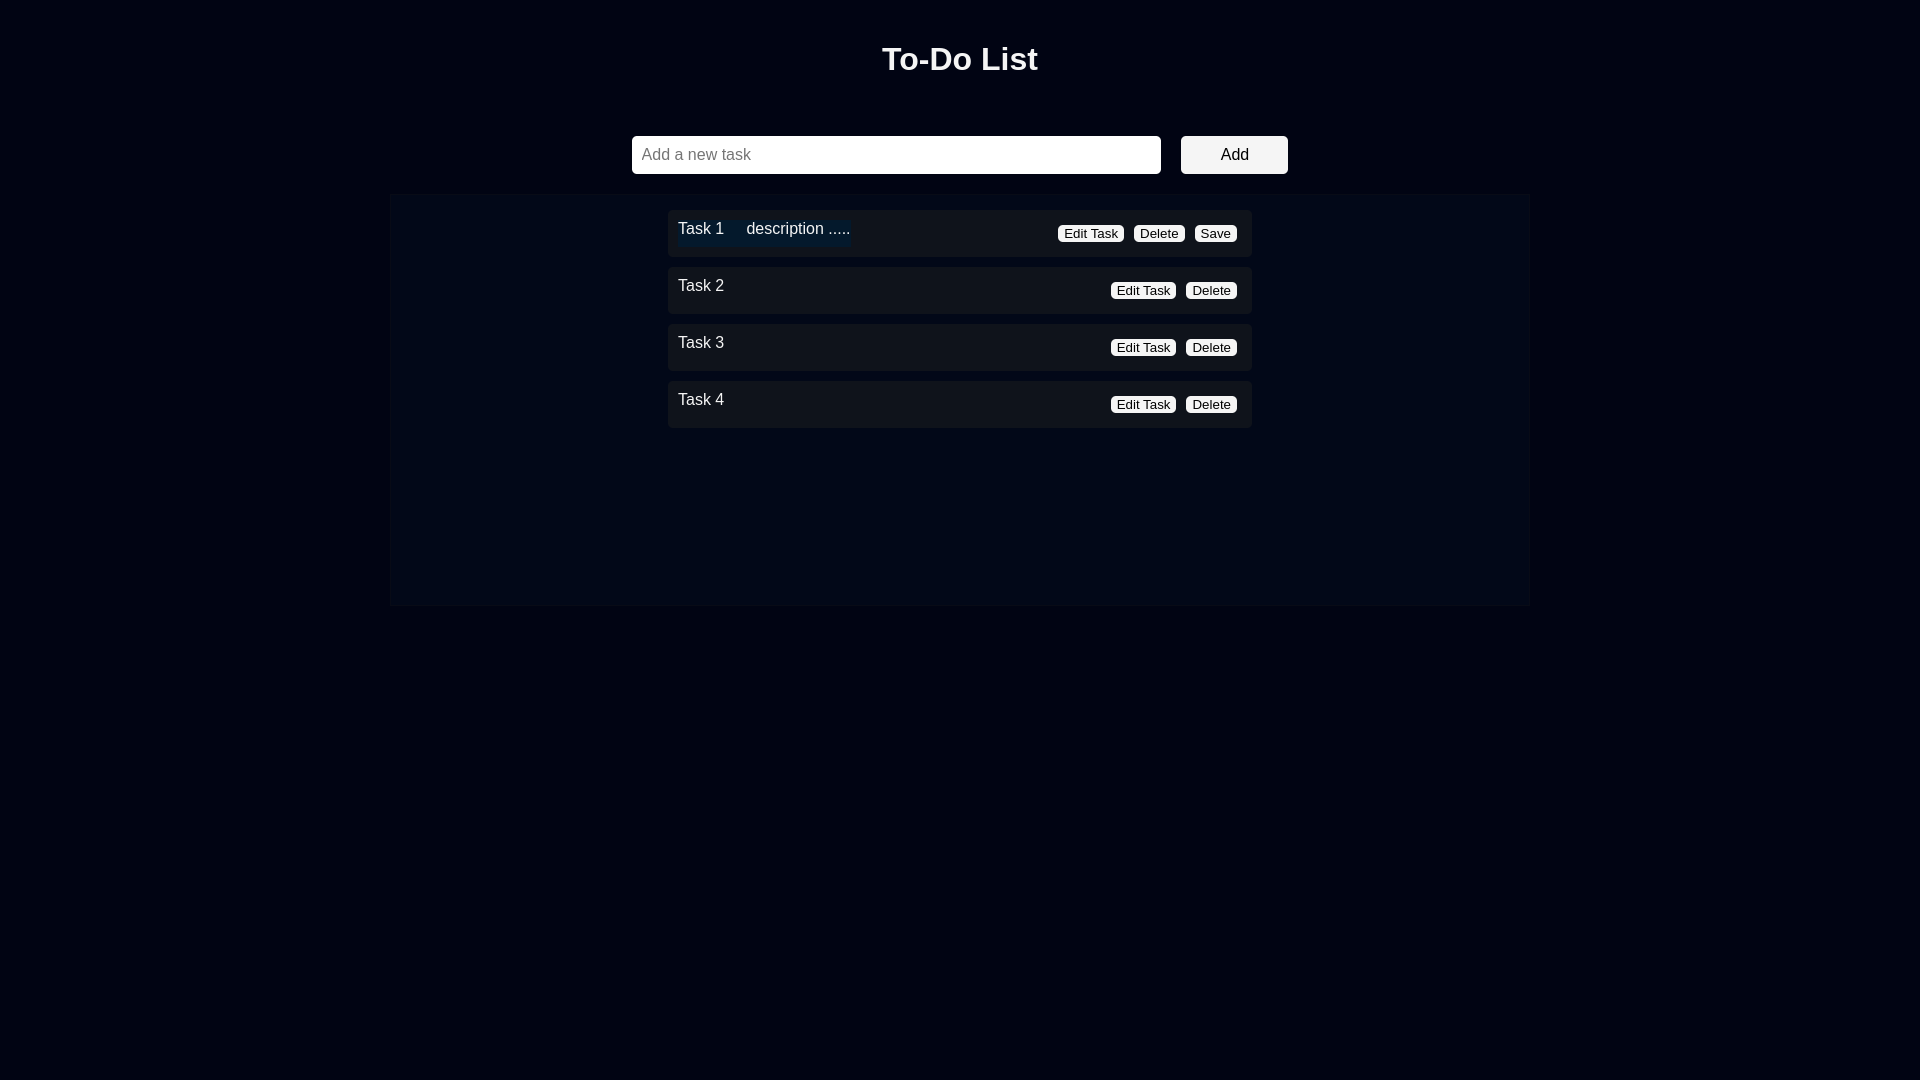 To-Do List
Add a new task Add
Task 1 description ..... Edit Task Delete Save
Task 2 Edit Task Delete
Task 3 Edit Task Delete
Task 4 Edit Task Delete